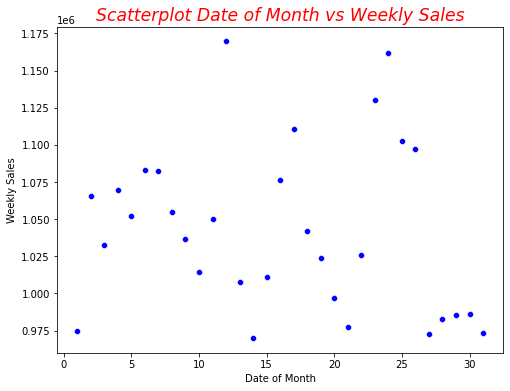 Scatterplot Date of Month vs Weekly Sales
1e6
1.175
1.150
1.125
1.100
1.075
1.050
1.025
1.000
0.975
Weekly Sales
0 5 10 15 20 25 30
Date of Month